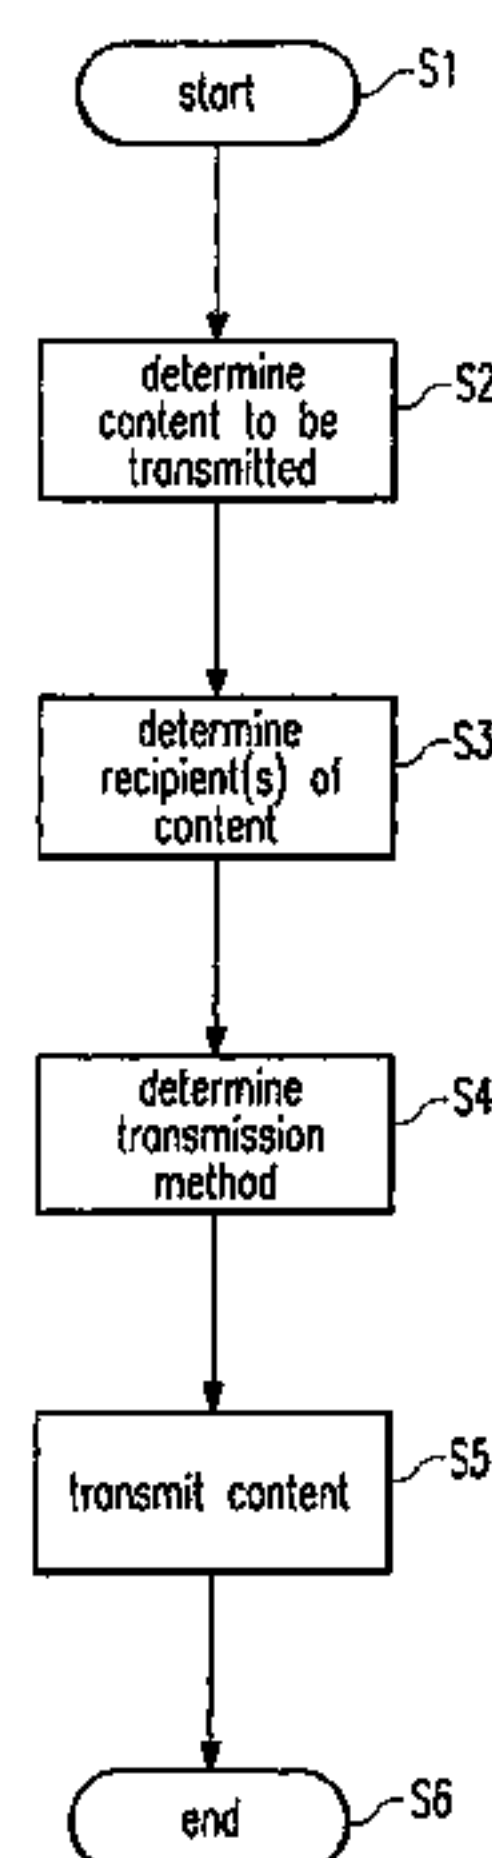 start
S1
determine
content to be
transmitted
S2
determine
recipient(s) of
content
S3
determine
transmission
method
S4
transmit content
S5
end
S6